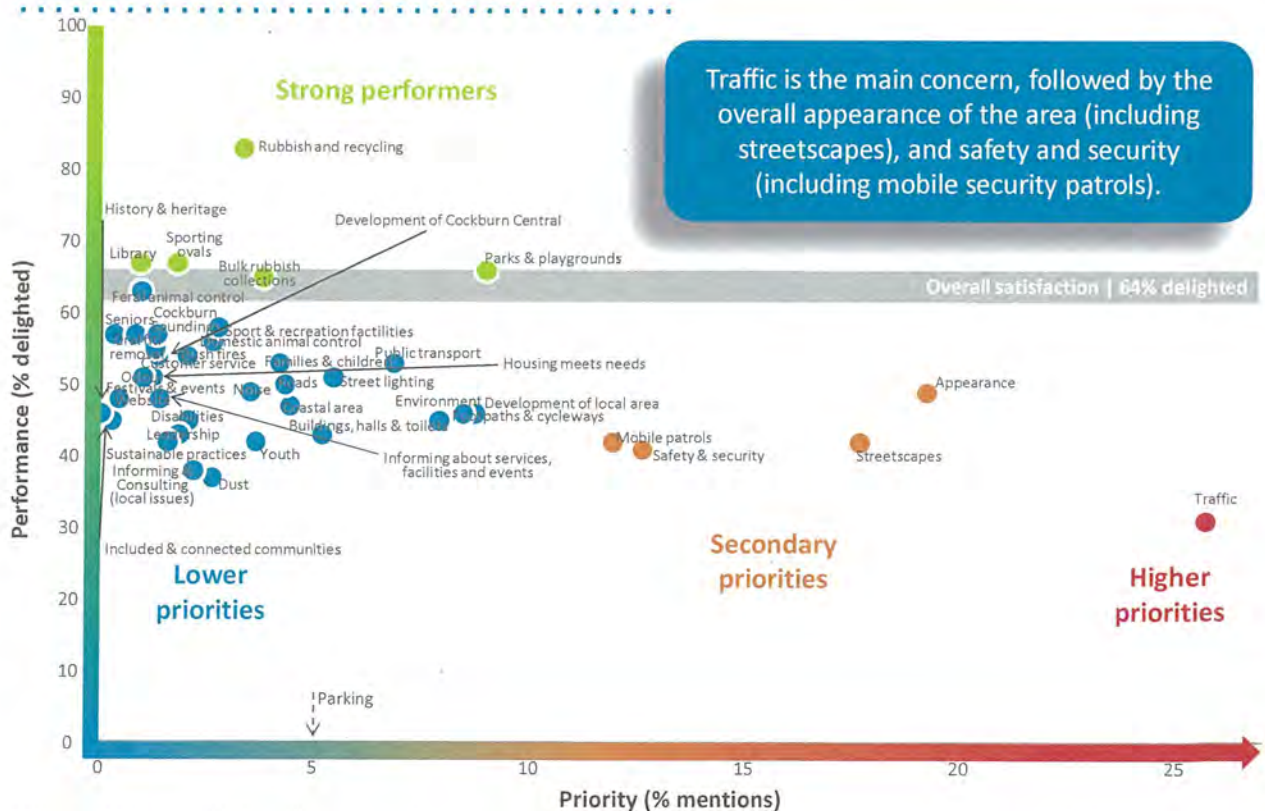 100
90
80
70
60
50
40
30
20
10
0
Performance (% delighted)
Strong performers
Traffic is the main concern, followed by the
overall appearance of the area (including
streetscapes), and safety and security
(including mobile security patrols).
Rubbish and recycling
History & heritage
Development of Cockburn Central
Library
Sporting
ovals
Bulk rubbish
collections
Parks & playgrounds
Overall satisfaction | 64% delighted
Feral animal control
Seniors
Cockburn
Soundings
Sport & recreation factilities
removal
Bush fires
Domestic animal control
Customer service
Families & children
Public transport
Housing meets needs
Festivals & events
Website
Noise
Roads
Street lighting
Coastal area
Environment
Development of local area
Footpaths & cycleways
Appearance
Disabilities
Leadership
Buildings, halls & toilets
Mobile patrols
Safety & security
Streetscapes
Sustainable practices
Youth
Informing about services,
facilities and events
Informing &
Consulting
(local issues)
Dust
Traffic
Included & connected communities
Lower
priorities
Secondary
priorities
Higher
priorities
Parking
0
5
10
15
20
25
Priority (% mentions)